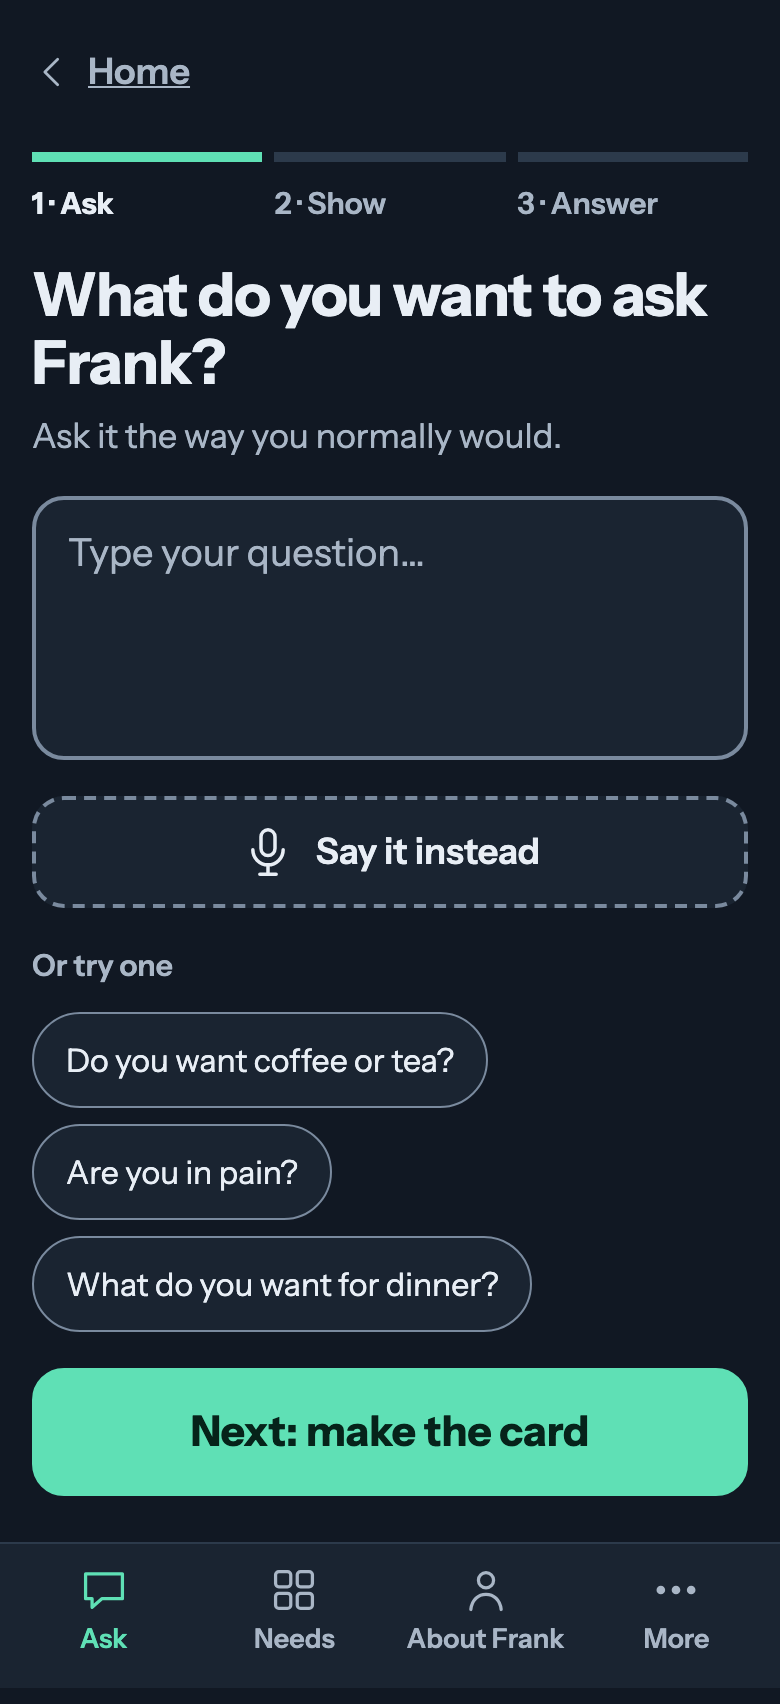 Home
1 · Ask
2 · Show
3 · Answer
What do you want to ask
Frank?
Ask it the way you normally would.
Type your question...
Say it instead
Or try one
Do you want coffee or tea?
Are you in pain?
What do you want for dinner?
Next: make the card
Ask
Needs
About Frank
More